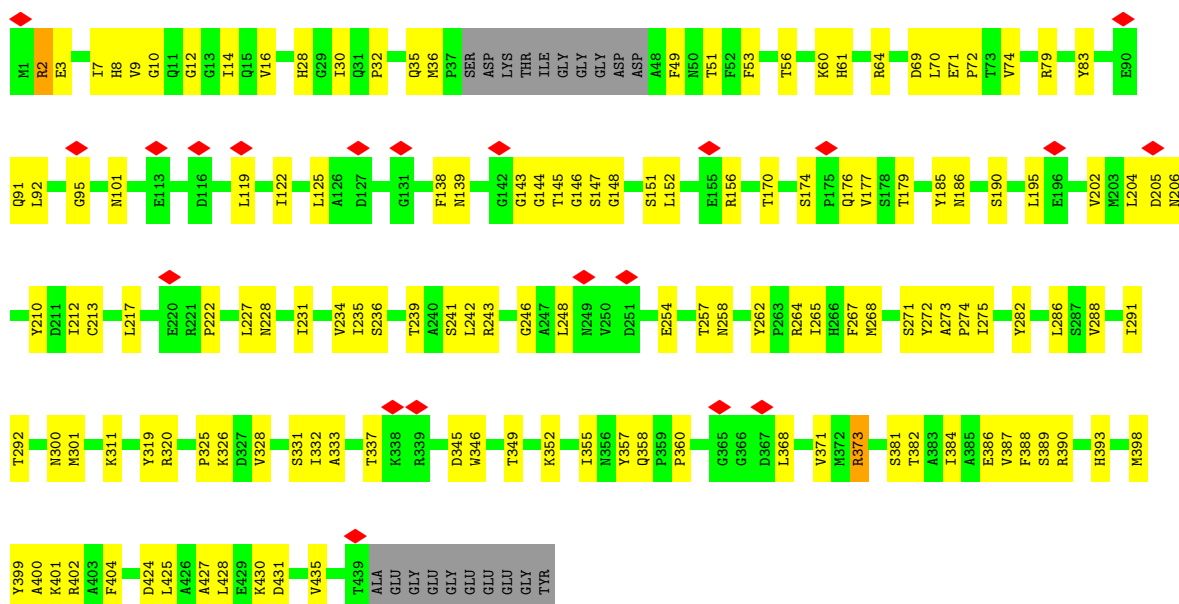 M1 R2 E3 I7 H8 V9 G10 Q11 G12 G13 I14 Q15 V16 H28 G29 I30 Q31 P32 Q35 M36 P37 SER ASP LYS THR ILE GLY GLY GLY ASP ASP A48 F49 N50 T51 F52 F53 T56 K60 H61 R64 D69 L70 E71 P72 T73 V74 R79 Y83 E90
Q91 L92 G95 N101 E113 D116 L119 I122 L125 A126 D127 G131 F138 N139 G142 G143 G144 T145 G146 S147 G148 S151 L152 E155 R156 T170 S174 P175 Q176 V177 S178 T179 Y185 N186 S190 L195 E196 V202 M203 L204 D205 N206
Y210 D211 I212 C213 L217 E220 R221 P222 L227 N228 I231 V234 I235 S236 T239 A240 S241 L242 R243 G246 A247 L248 N249 V250 D251 E254 T257 N258 Y262 P263 R264 I265 H266 F267 M268 S271 Y272 A273 P274 I275 Y282 L286 S287 V288 I291
T292 N300 M301 K311 Y319 R320 P325 K326 D327 V328 S331 I332 A333 T337 K338 R339 D345 W346 T349 K352 I355 N356 Y357 Q358 P359 P360 G365 G366 D367 L368 V371 M372 R373 S381 T382 A383 I384 A385 E386 V387 F388 S389 R390 H393 M398
Y399 A400 K401 R402 A403 F404 D424 L425 A426 A427 L428 E429 K430 D431 V435 T439 ALA GLU GLY GLU GLY GLU GLU GLU GLY TYR